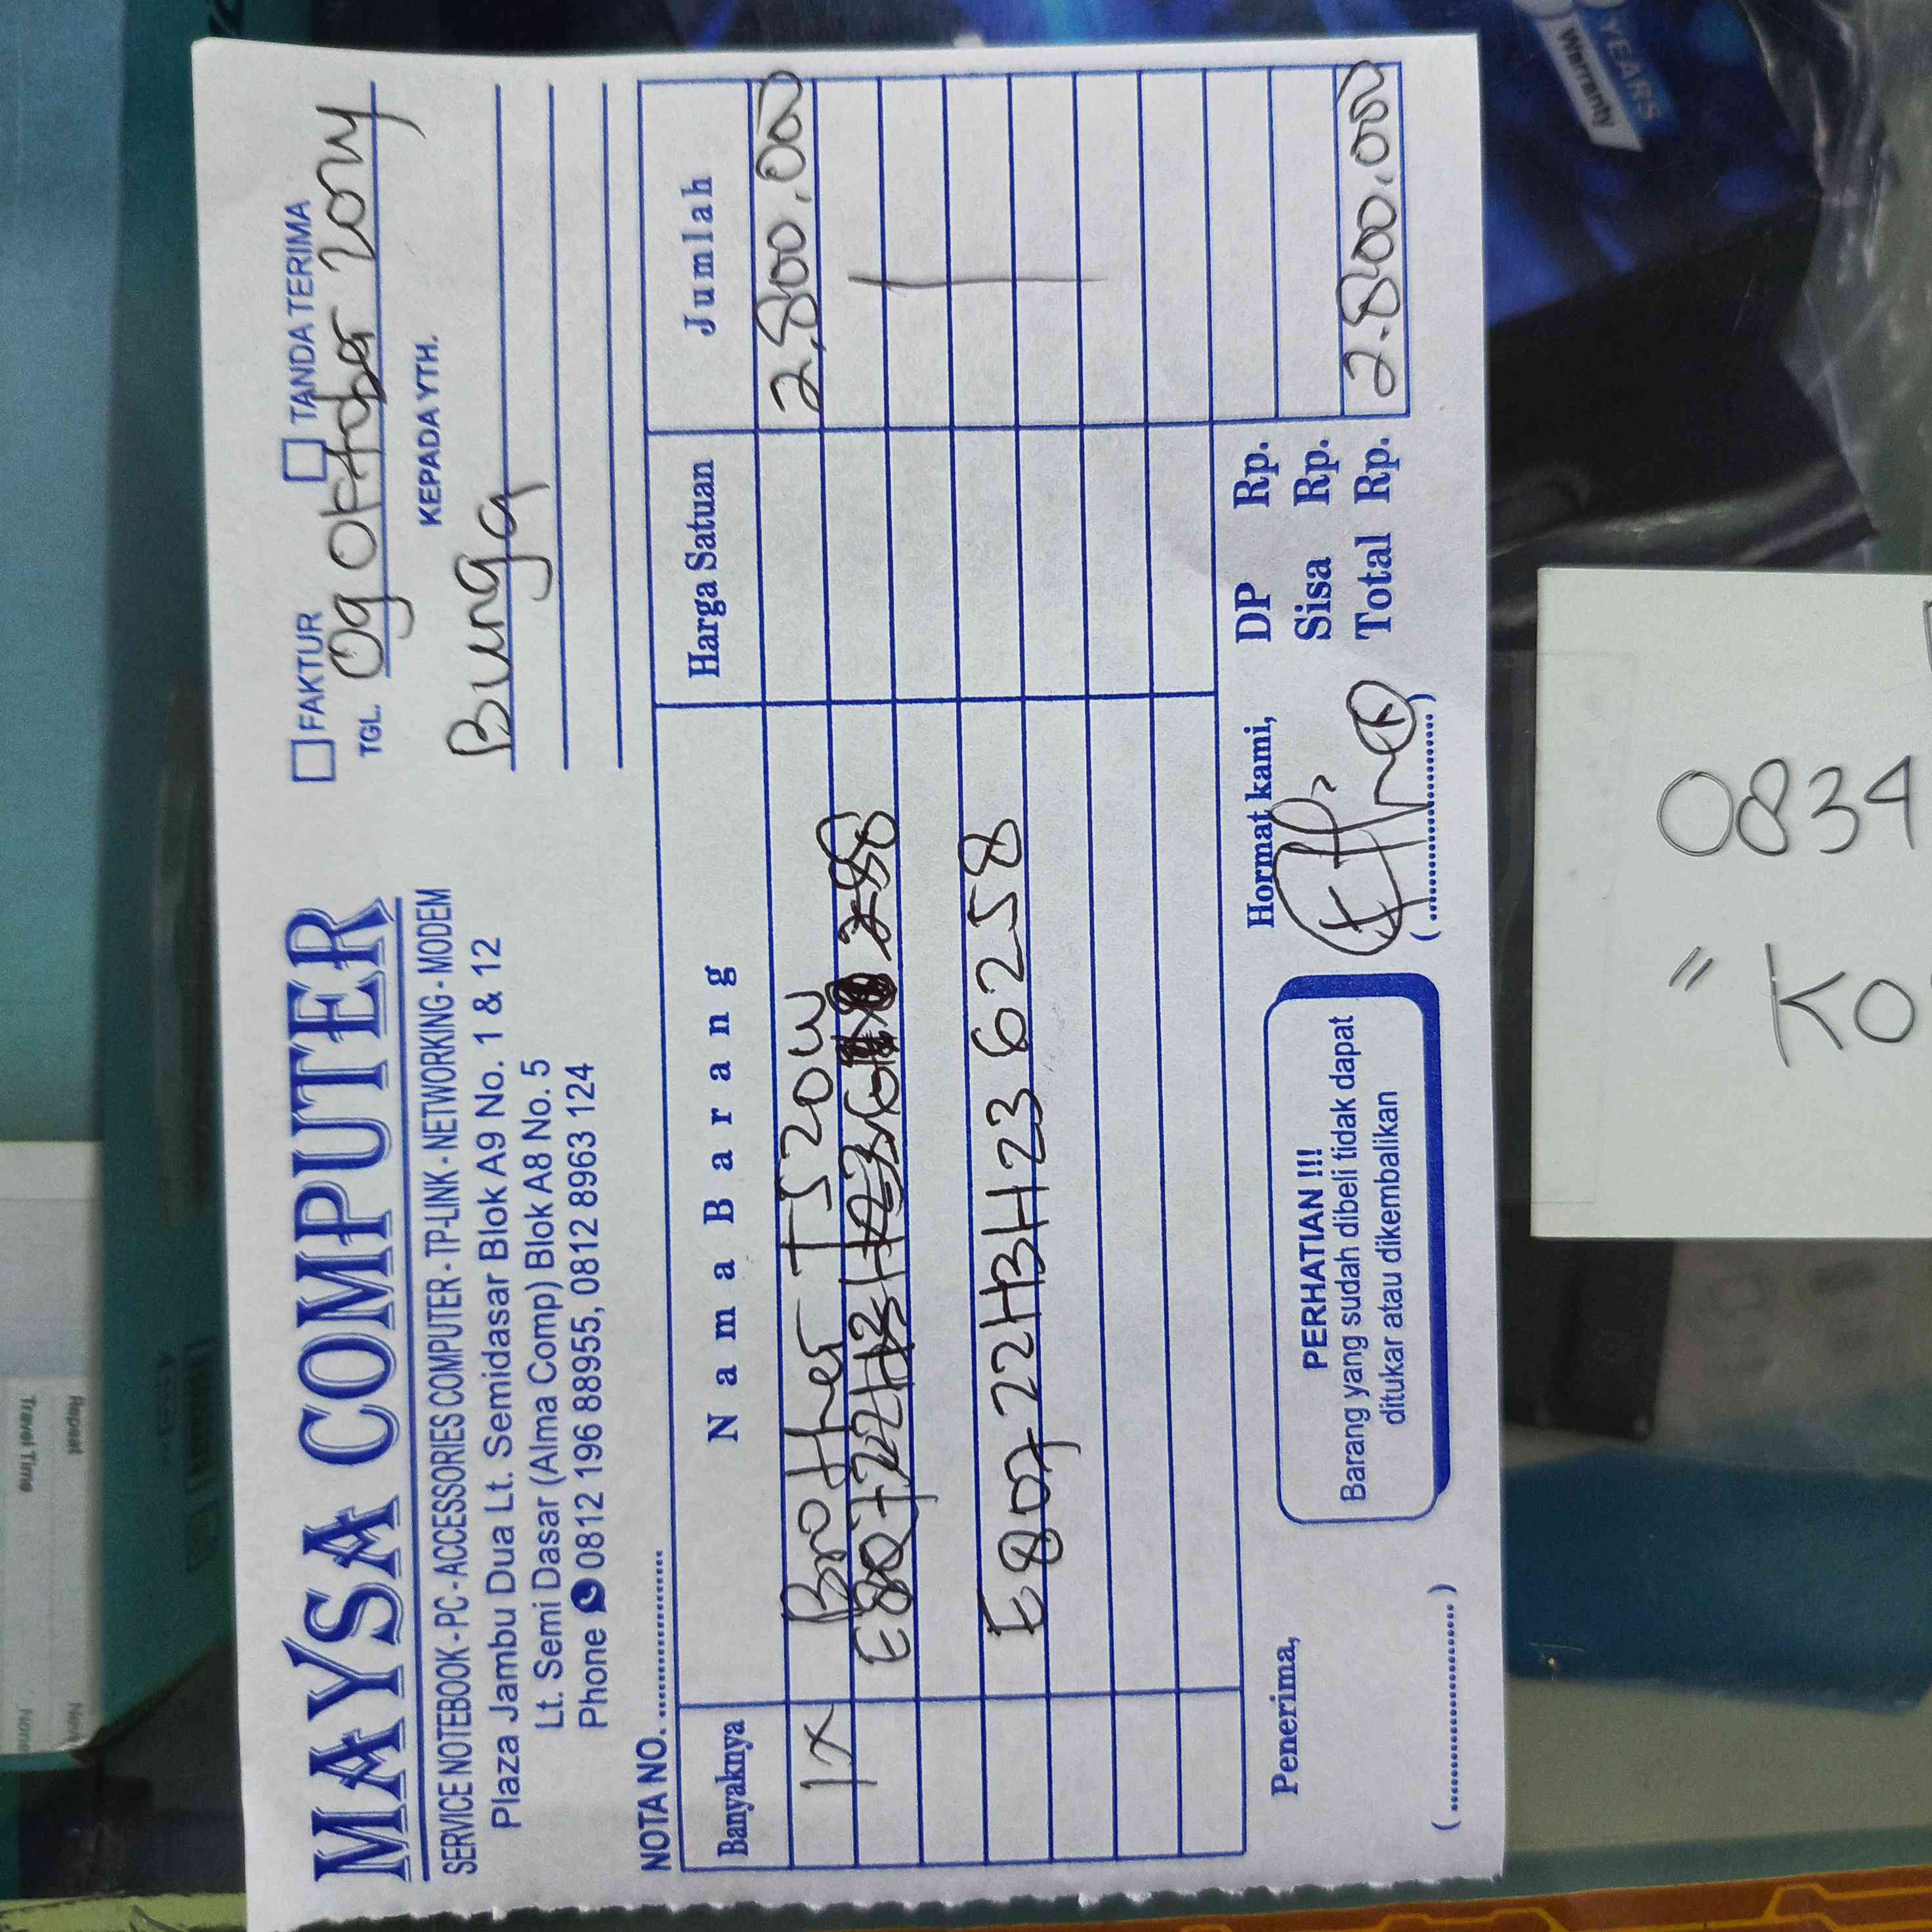 MAYSA COMPUTER
SERVICE NOTEBOOK - PC - ACCESSORIES COMPUTER - TP-LINK - NETWORKING - MODEM
Plaza Jambu Dua Lt. Semidasar Blok A9 No. 1 & 12
Lt. Semi Dasar (Alma Comp) Blok A8 No. 5
Phone 0812 196 88955, 0812 8963 124
FAKTUR TANDA TERIMA
TGL. 09 Oktober 2024
KEPADA YTH.
Bunga
NOTA NO. ....................
Banyaknya Nama Barang Harga Satuan Jumlah
1x Brother T520W 2,800.000
E80722H3H236258
Penerima,
(..............................)
PERHATIAN !!!
Barang yang sudah dibeli tidak dapat
ditukar atau dikembalikan
Hormat kami,
(..............................)
DP Rp.
Sisa Rp.
Total Rp. 2.800.000
YEARS
Warranty
0834
"KO
Repeat
Travel Time